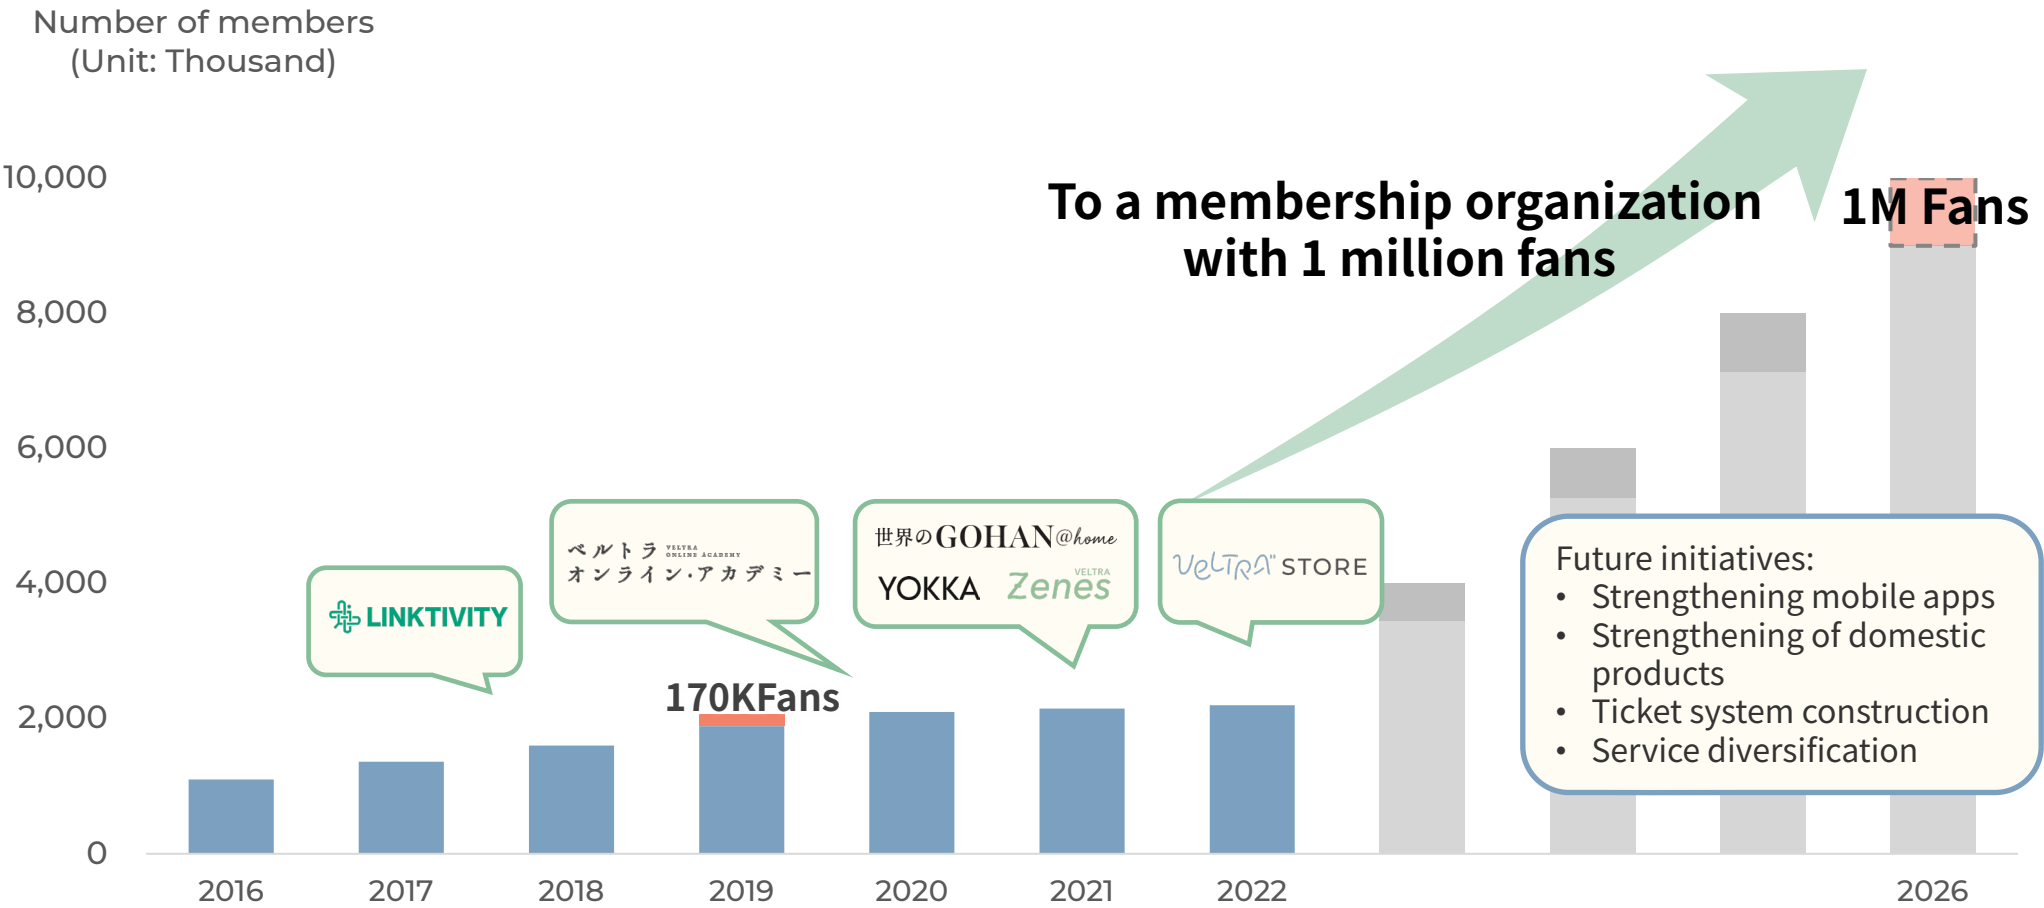 Number of members
(Unit: Thousand)
10,000
8,000
6,000
4,000
2,000
0
To a membership organization
with 1 million fans
1M Fans
LINKTIVITY
ベルトラ VELTRA ONLINE ACADEMY
オンライン・アカデミー
世界のGOHAN@home
YOKKA
VELTRA
Zenes
VELTRA STORE
170KFans
Future initiatives:
• Strengthening mobile apps
• Strengthening of domestic
products
• Ticket system construction
• Service diversification
2016
2017
2018
2019
2020
2021
2022
2026